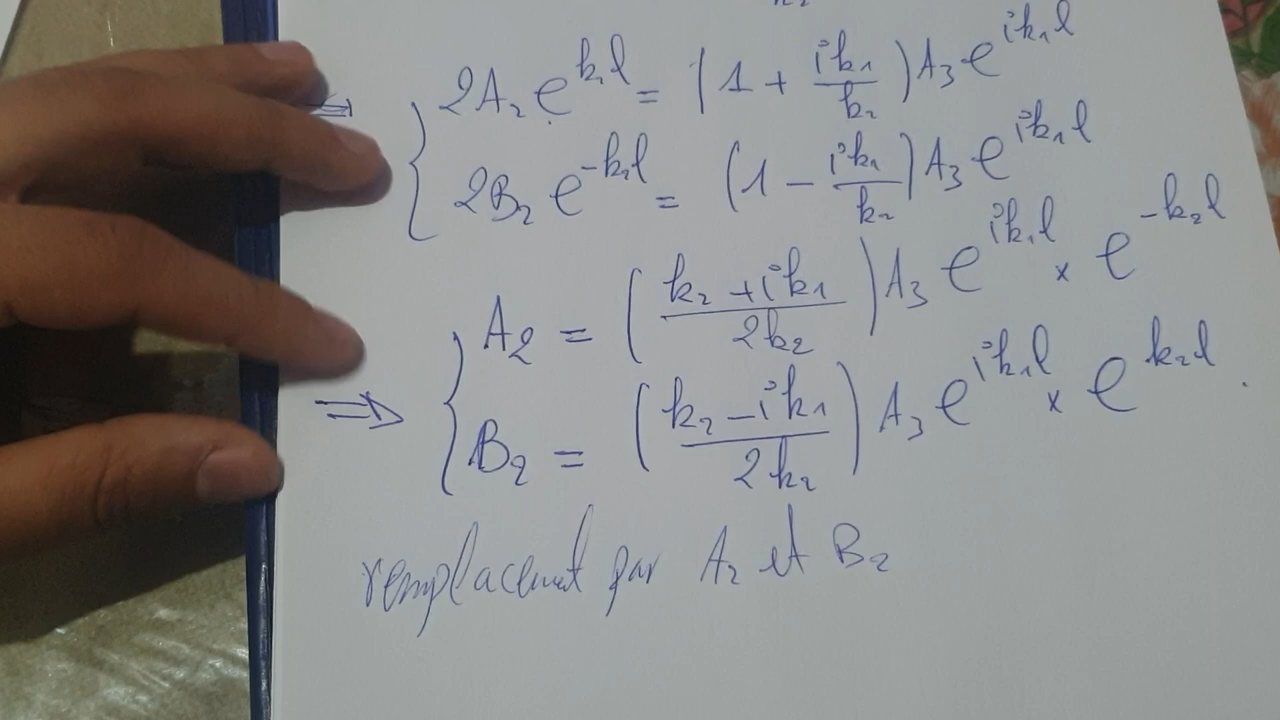 ⇒ { 2A₂ e^{k₂l} = (1 + ik₁/k₂) A₃ e^{ik₁l}
2B₂ e^{-k₂l} = (1 - ik₁/k₂) A₃ e^{ik₁l}
{ A₂ = ((k₂ + ik₁)/2k₂) A₃ e^{ik₁l} × e^{-k₂l}
⇒ B₂ = ((k₂ - ik₁)/2k₂) A₃ e^{ik₁l} × e^{k₂l}
remplacement par A₂ et B₂